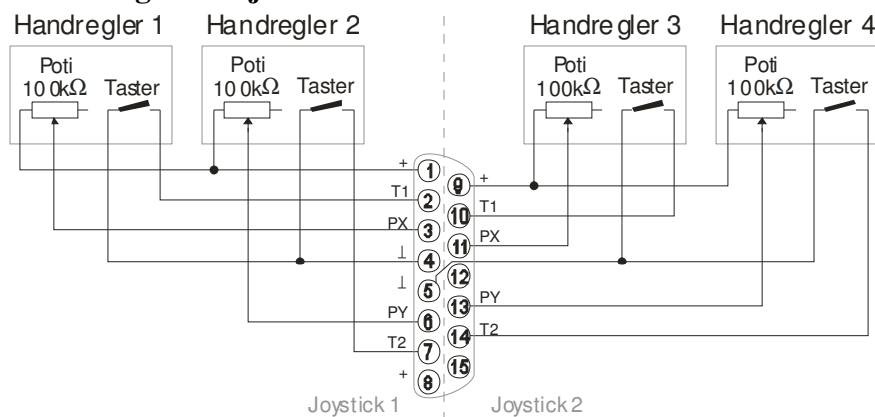 Handregler 1 Handregler 2 Handregler 3 Handregler 4
Poti Poti Poti Poti
100kΩ Taster 100kΩ Taster 100kΩ Taster 100kΩ Taster
+ 1
9 +
T1 2
10 T1
PX 3
11 PX
⊥ 4
12
⊥ 5
13 PY
PY 6
14 T2
T2 7
15
+ 8
Joystick 1 Joystick 2